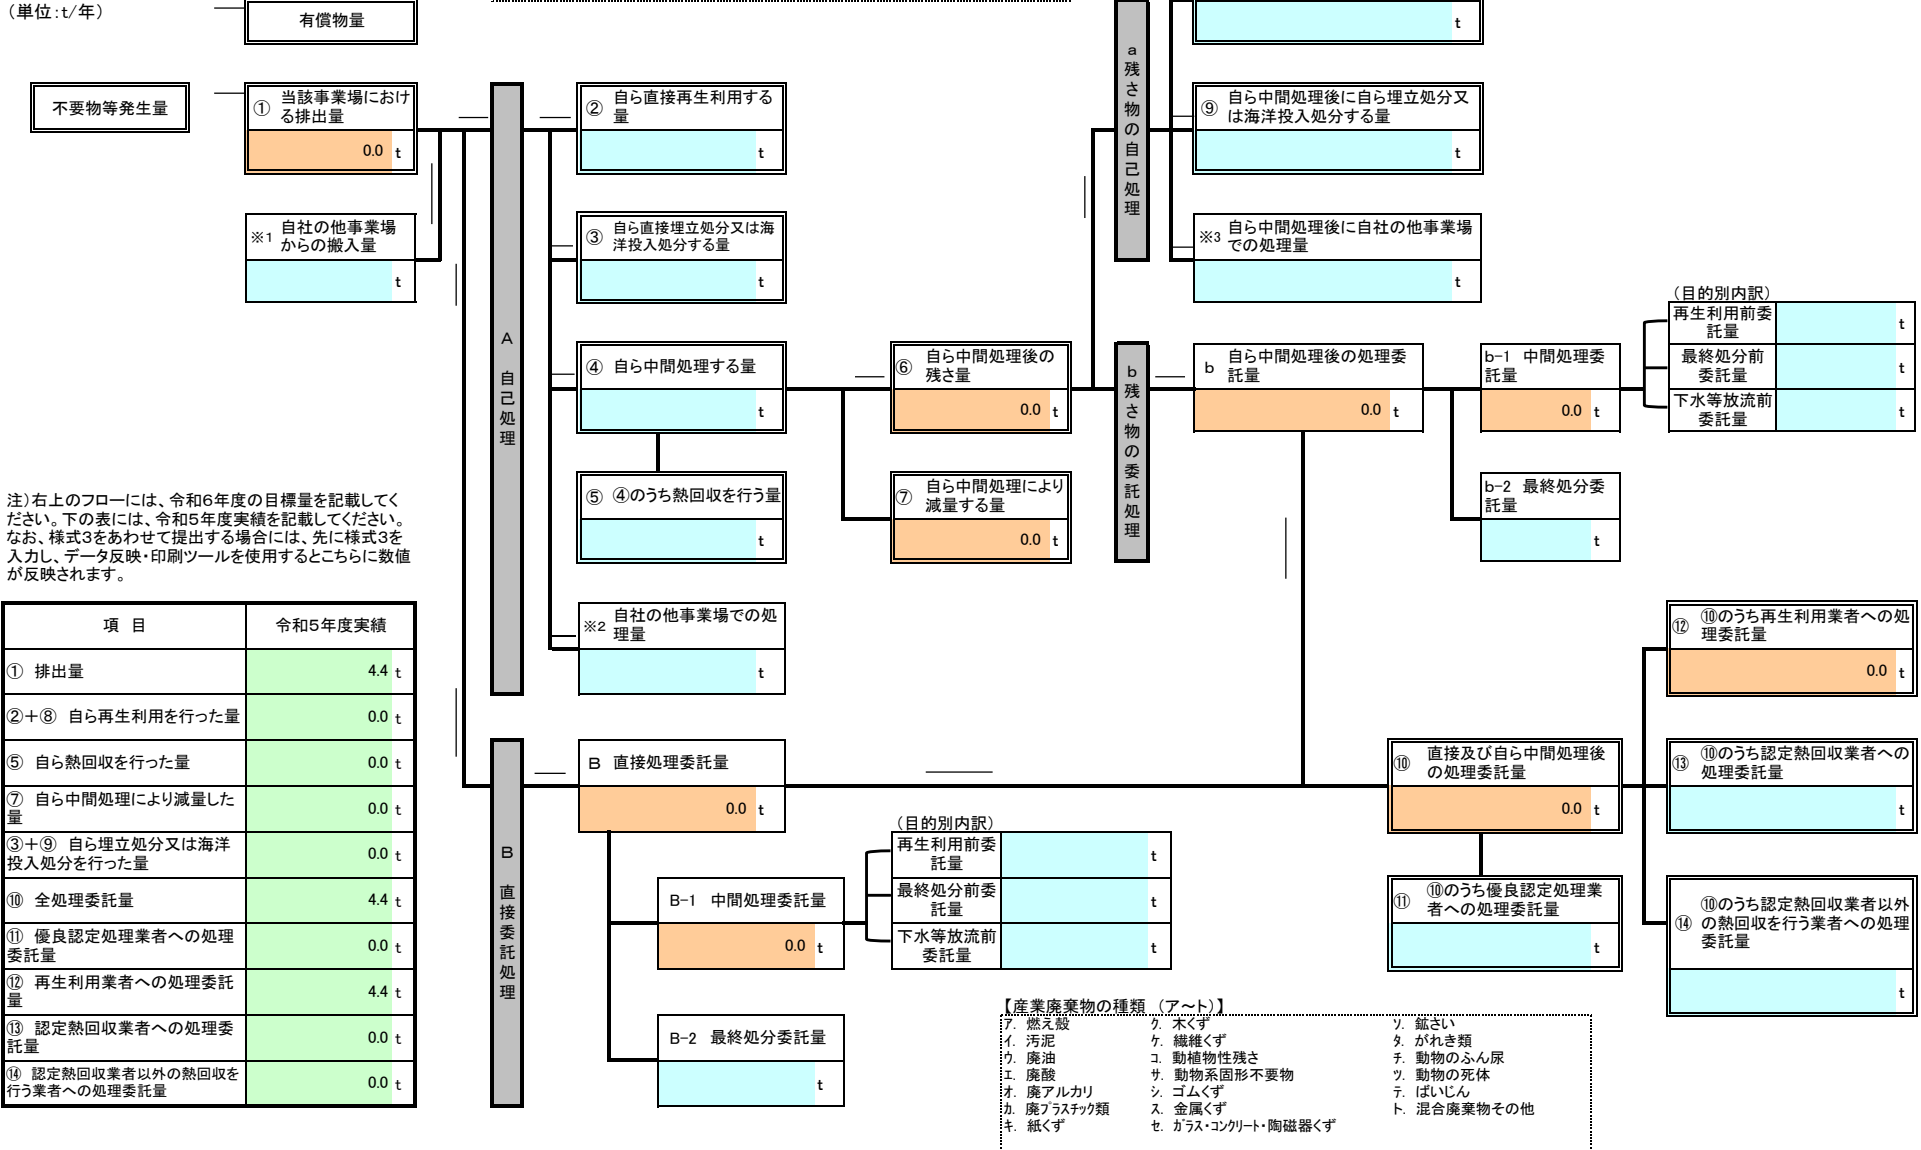 （単位：t/年）
有償物量
t
不要物等発生量
① 当該事業場におけ
る排出量
0.0 t
※1 自社の他事業場
からの搬入量
t
A 自己処理
② 自ら直接再生利用する
量
t
③ 自ら直接埋立処分又は海
洋投入処分する量
t
④ 自ら中間処理する量
t
⑤ ④のうち熱回収を行う量
t
※2 自社の他事業場での処
理量
t
⑥ 自ら中間処理後の
残さ量
0.0 t
⑦ 自ら中間処理により
減量する量
0.0 t
a残さ物の自己処理
⑨ 自ら中間処理後に自ら埋立処分又
は海洋投入処分する量
t
※3 自ら中間処理後に自社の他事業場
での処理量
t
b残さ物の委託処理
b 自ら中間処理後の処理委
託量
0.0 t
b-1 中間処理委
託量
0.0 t
（目的別内訳）
再生利用前委
託量
t
最終処分前
委託量
t
下水等放流前
委託量
t
b-2 最終処分委
託量
t
注）右上のフローには、令和６年度の目標量を記載してく
ださい。下の表には、令和５年度実績を記載してください。
なお、様式３をあわせて提出する場合には、先に様式３を
入力し、データ反映・印刷ツールを使用するとこちらに数値
が反映されます。
項 目 令和５年度実績
① 排出量 4.4 t
②＋⑧ 自ら再生利用を行った量 0.0 t
⑤ 自ら熱回収を行った量 0.0 t
⑦ 自ら中間処理により減量した
量 0.0 t
③＋⑨ 自ら埋立処分又は海洋
投入処分を行った量 0.0 t
⑩ 全処理委託量 4.4 t
⑪ 優良認定処理業者への処理
委託量 0.0 t
⑫ 再生利用業者への処理委託
量 4.4 t
⑬ 認定熱回収業者への処理委
託量 0.0 t
⑭ 認定熱回収業者以外の熱回収を
行う業者への処理委託量 0.0 t
B 直接委託処理
B 直接処理委託量
0.0 t
B-1 中間処理委託量
0.0 t
（目的別内訳）
再生利用前委
託量
t
最終処分前委
託量
t
下水等放流前
委託量
t
B-2 最終処分委託量
t
⑩ 直接及び自ら中間処理後
の処理委託量
0.0 t
⑪ ⑩のうち優良認定処理業
者への処理委託量
t
⑫ ⑩のうち再生利用業者への処
理委託量
0.0 t
⑬ ⑩のうち認定熱回収業者への
処理委託量
t
⑭ ⑩のうち認定熱回収業者以外
の熱回収を行う業者への処理
委託量
t
【産業廃棄物の種類 （ア～ト）】
ア. 燃え殻 ク. 木くず ソ. 鉱さい
イ. 汚泥 ケ. 繊維くず タ. がれき類
ウ. 廃油 コ. 動植物性残さ チ. 動物のふん尿
エ. 廃酸 サ. 動物系固形不要物 ツ. 動物の死体
オ. 廃アルカリ シ. ゴムくず テ. ばいじん
カ. 廃プラスチック類 ス. 金属くず ト. 混合廃棄物その他
キ. 紙くず セ. ガラス・コンクリート・陶磁器くず